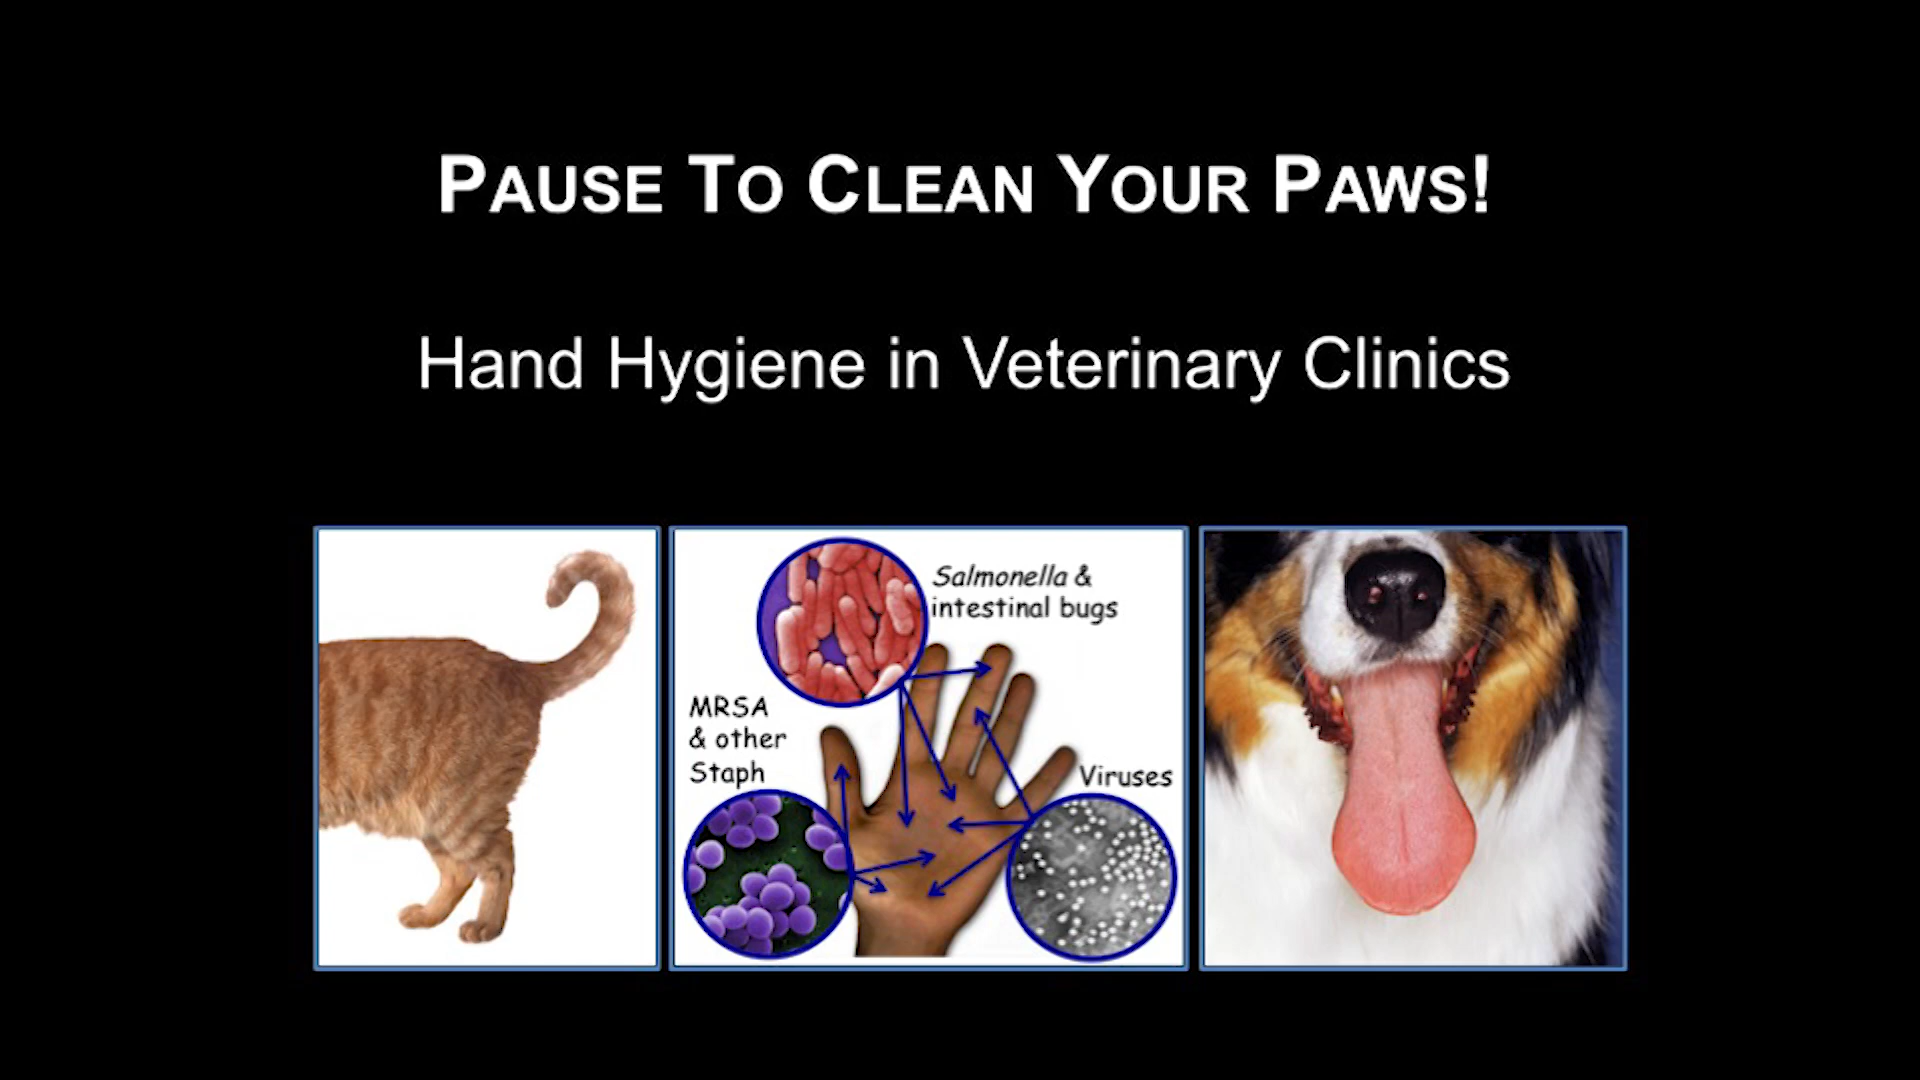 PAUSE TO CLEAN YOUR PAWS!
Hand Hygiene in Veterinary Clinics
Salmonella &
intestinal bugs
MRSA
& other
Staph
Viruses